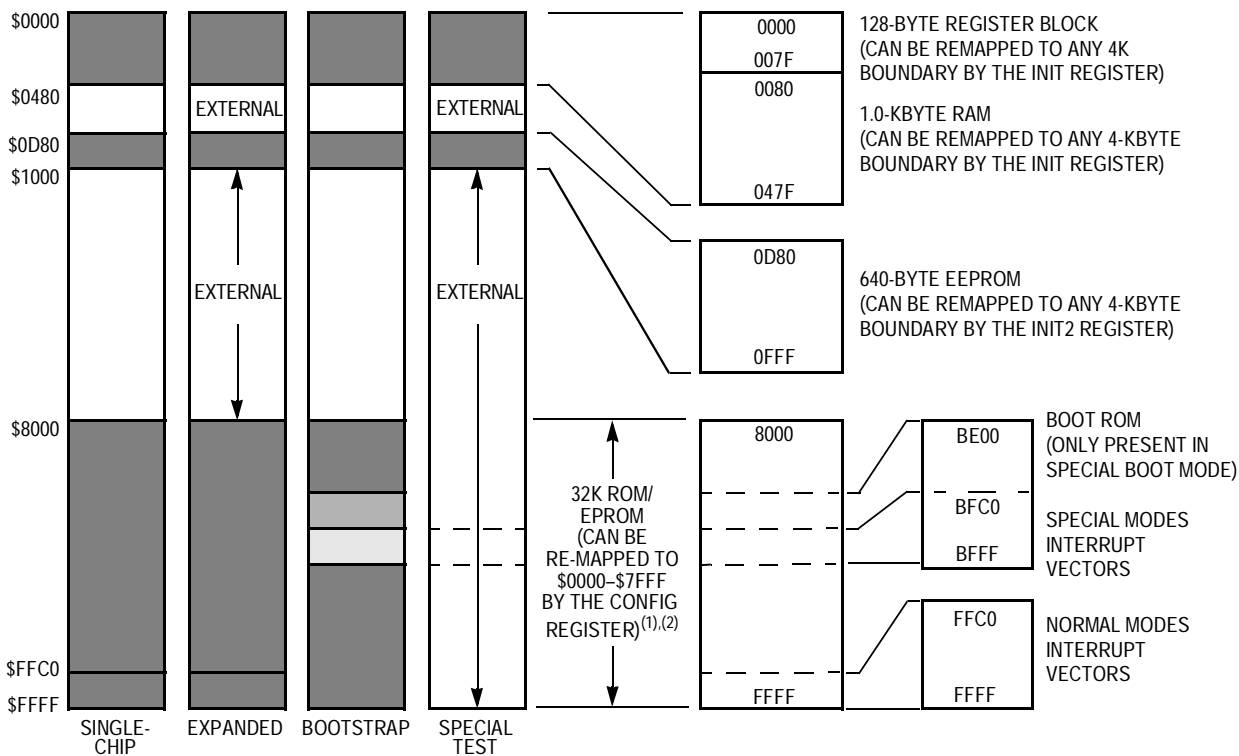 $0000
$0480
$0D80
$1000
$8000
$FFC0
$FFFF
EXTERNAL
EXTERNAL
EXTERNAL
EXTERNAL
SINGLE-
CHIP
EXPANDED
BOOTSTRAP
SPECIAL
TEST
0000
007F
0080
047F
128-BYTE REGISTER BLOCK
(CAN BE REMAPPED TO ANY 4K
BOUNDARY BY THE INIT REGISTER)
1.0-KBYTE RAM
(CAN BE REMAPPED TO ANY 4-KBYTE
BOUNDARY BY THE INIT REGISTER)
0D80
0FFF
640-BYTE EEPROM
(CAN BE REMAPPED TO ANY 4-KBYTE
BOUNDARY BY THE INIT2 REGISTER)
32K ROM/
EPROM
(CAN BE
RE-MAPPED TO
$0000–$7FFF
BY THE CONFIG
REGISTER)(1),(2)
8000
FFFF
BE00
BFC0
BFFF
BOOT ROM
(ONLY PRESENT IN
SPECIAL BOOT MODE)
SPECIAL MODES
INTERRUPT
VECTORS
FFC0
FFFF
NORMAL MODES
INTERRUPT
VECTORS